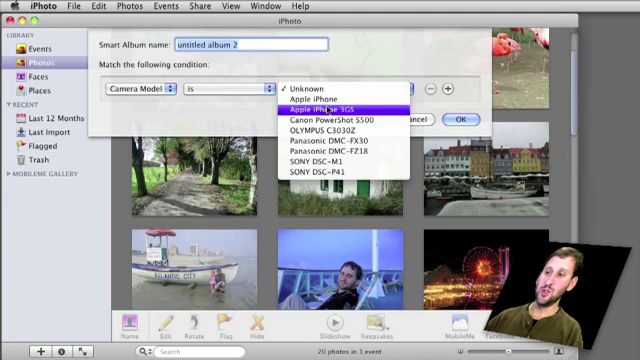 iPhoto File Edit Photos Events Share View Window Help
iPhoto
LIBRARY
Events
Photos
Faces
Places
RECENT
Last 12 Months
Last Import
Flagged
Trash
MOBILEME GALLERY
Smart Album name: untitled album 2
Match the following condition:
Camera Model is
✓ Unknown
Apple iPhone
Apple iPhone 3GS
Canon PowerShot S500
OLYMPUS C3030Z
Panasonic DMC-FX30
Panasonic DMC-FZ18
SONY DSC-M1
SONY DSC-P41
OK
ATLANTIC CITY
Name Edit Rotate Flag Hide Slideshow Keepsakes MobileMe
Search
20 photos in 1 event